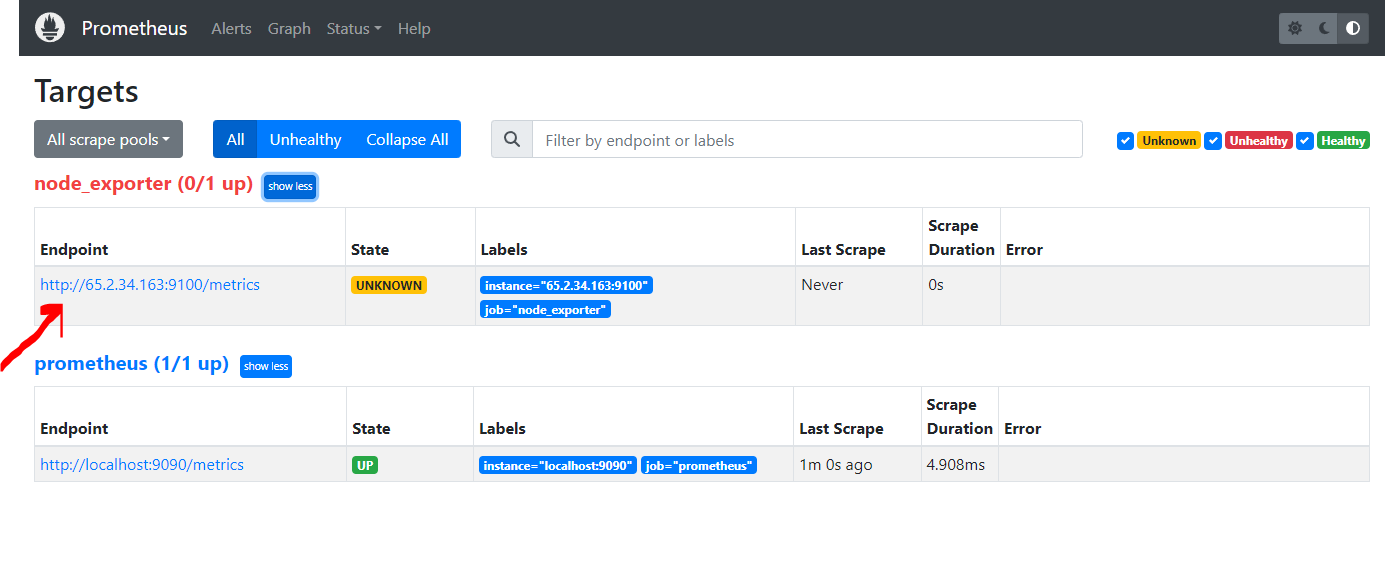 Prometheus Alerts Graph Status Help
Targets
All scrape pools All Unhealthy Collapse All Filter by endpoint or labels Unknown Unhealthy Healthy
node_exporter (0/1 up) show less
Endpoint State Labels Last Scrape Scrape Duration Error
http://65.2.34.163:9100/metrics UNKNOWN instance="65.2.34.163:9100" Never 0s
job="node_exporter"
prometheus (1/1 up) show less
Endpoint State Labels Last Scrape Scrape Duration Error
http://localhost:9090/metrics UP instance="localhost:9090" job="prometheus" 1m 0s ago 4.908ms